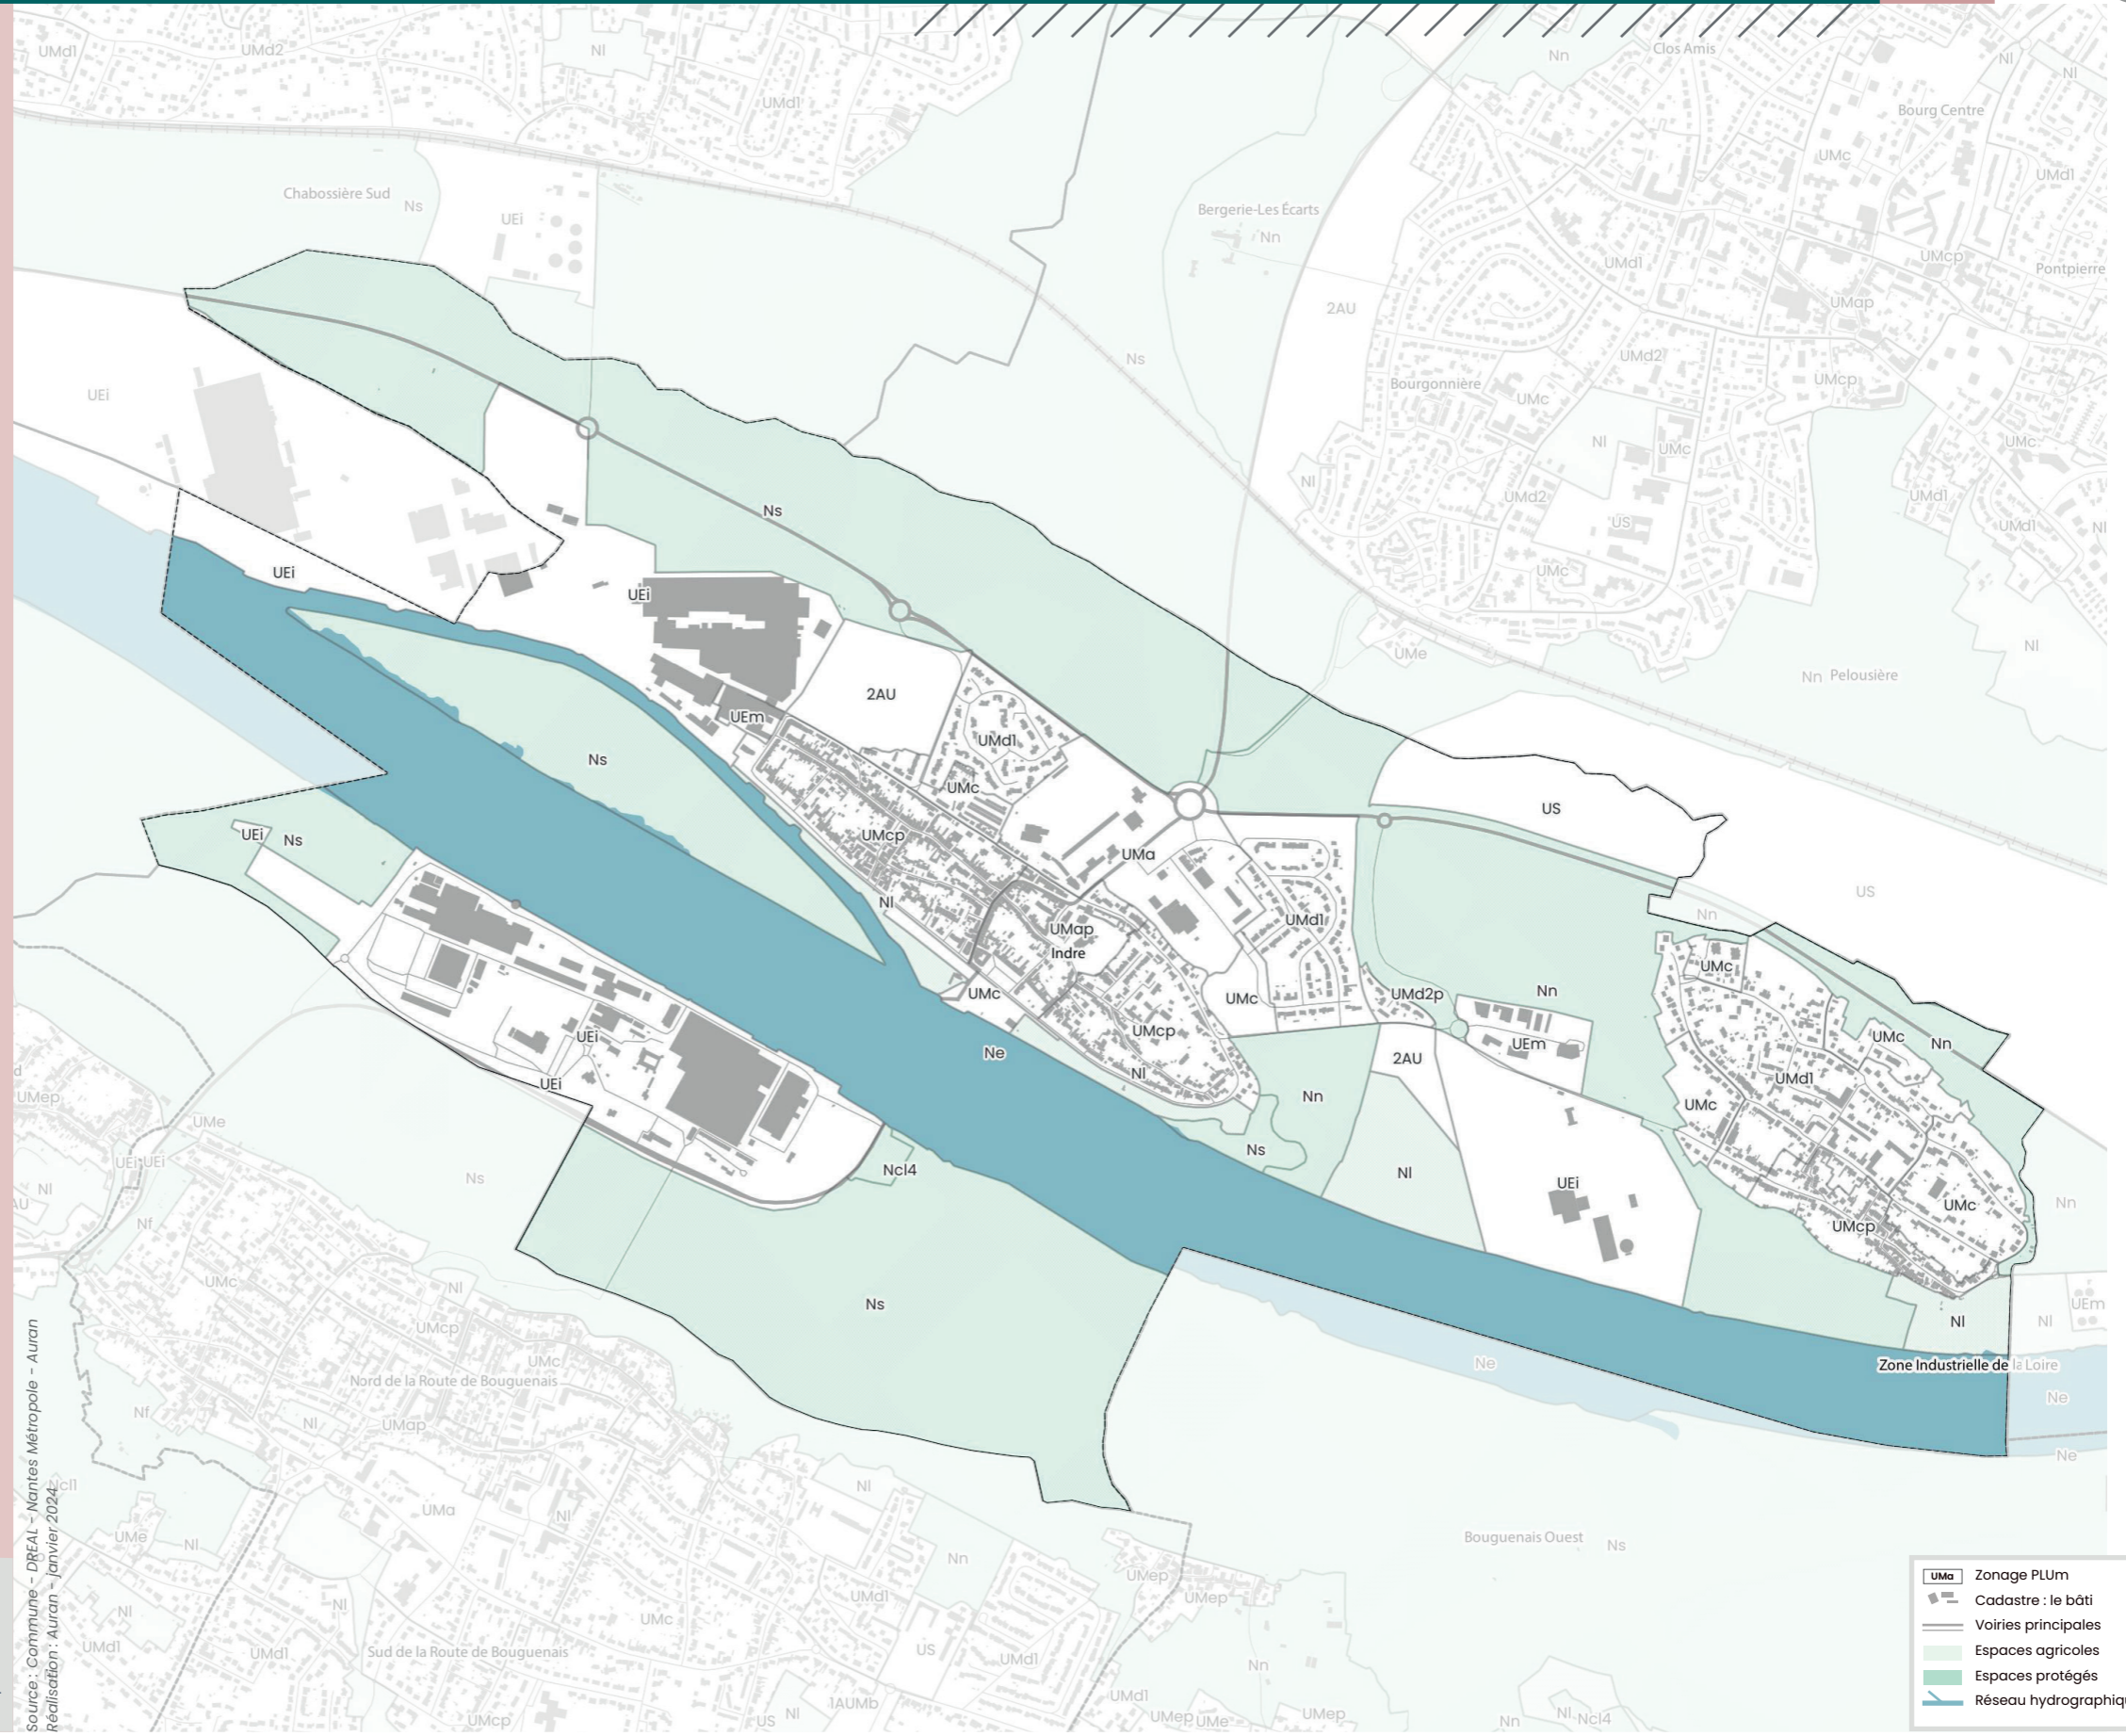 UMd1
UMd2
Nl
UMd1
Nn
Clos Amis
Nl
Nl
Bourg Centre
UMc
UMd1
Chabossière Sud
Ns
UEi
Bergerie-Les Écarts
Nn
UMd1
UMcp
Pontpierre
2AU
UMap
Ns
UMd2
UMcp
Bourgonnière
UMc
UEi
Nl
UMc
UMc
Nl
UMd2
UMd1
US
UMd1
Nl
Ns
UMc
UEi
UEi
UMe
Nl
Nn Pelousière
2AU
UEm
UMd1
Ns
UMc
US
UEi
Ns
UMcp
UMa
US
Nl
UMd1
Nn
UMap
Indre
UMc
UMc
UMc
UMd2p
Nn
UEi
UMcp
UEm
UMc
Nn
Ne
2AU
UEi
Nl
UMd1
UMep
UMe
Nn
UMc
UEi
UEi
Ns
Ncl4
Ns
Nl
UEi
UMc
Nn
Nl
AU
Nf
UMcp
UMc
Nl
Ns
UEm
Nl
Nl
UMcp
UMc
Zone Industrielle de la Loire
Ne
Nord de la Route de Bouguenais
Ne
Nf
Nl
UMap
Ne
Ncl1
Nl
UMa
Nl
UMe
Nl
Bouguenais Ouest
Ns
Nn
UMep
UMep
UMd1
Nl
Nl
UMc
UMd1
UMd1
Sud de la Route de Bouguenais
US
UMd1
Nn
1AUMb
UMd1
US
Nl
UMcp
UMep
UMe
UMep
Nn
Nl
Ncl4
Source : Commune - DREAL - Nantes Métropole - Auran
Réalisation : Auran - janvier 2024
UMa Zonage PLUm
Cadastre : le bâti
Voiries principales
Espaces agricoles
Espaces protégés
Réseau hydrographiqu